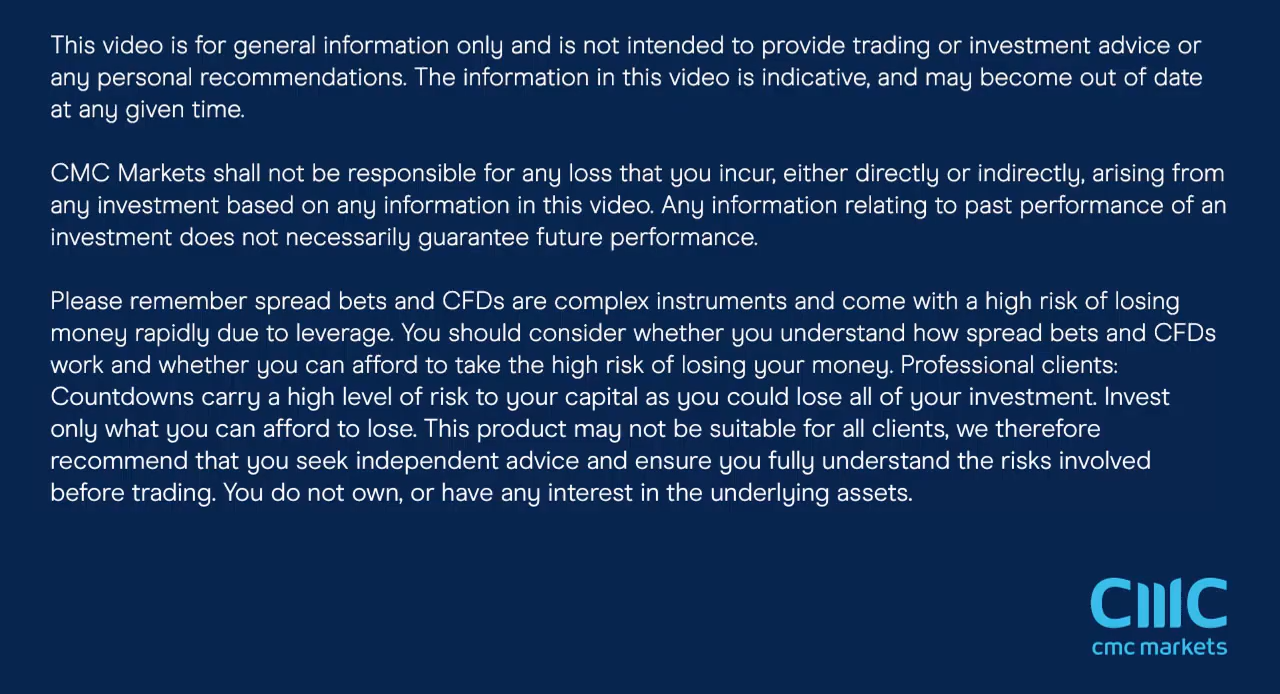 This video is for general information only and is not intended to provide trading or investment advice or
any personal recommendations. The information in this video is indicative, and may become out of date
at any given time.
CMC Markets shall not be responsible for any loss that you incur, either directly or indirectly, arising from
any investment based on any information in this video. Any information relating to past performance of an
investment does not necessarily guarantee future performance.
Please remember spread bets and CFDs are complex instruments and come with a high risk of losing
money rapidly due to leverage. You should consider whether you understand how spread bets and CFDs
work and whether you can afford to take the high risk of losing your money. Professional clients:
Countdowns carry a high level of risk to your capital as you could lose all of your investment. Invest
only what you can afford to lose. This product may not be suitable for all clients, we therefore
recommend that you seek independent advice and ensure you fully understand the risks involved
before trading. You do not own, or have any interest in the underlying assets.
CMC
cmc markets